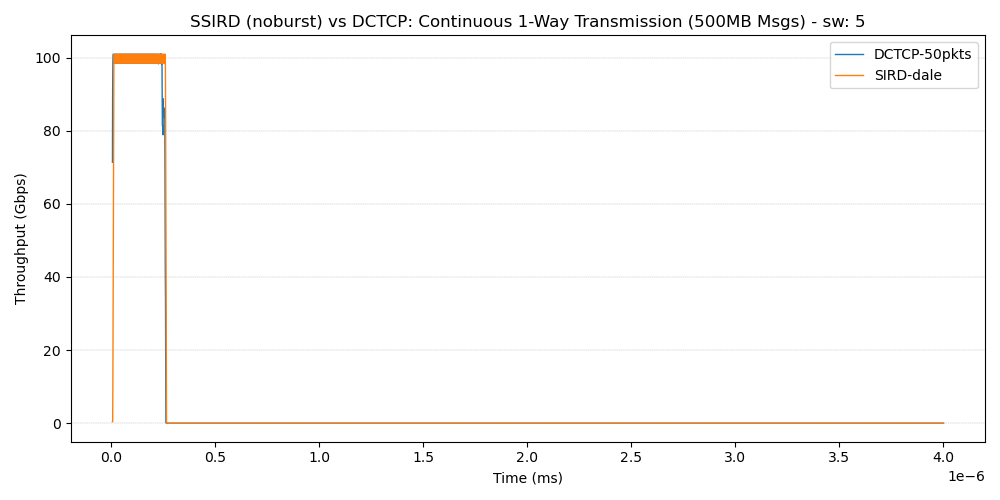 SSIRD (noburst) vs DCTCP: Continuous 1-Way Transmission (500MB Msgs) - sw: 5
DCTCP-50pkts
SIRD-dale
Throughput (Gbps)
100
80
60
40
20
0
0.0 0.5 1.0 1.5 2.0 2.5 3.0 3.5 4.0
1e−6
Time (ms)